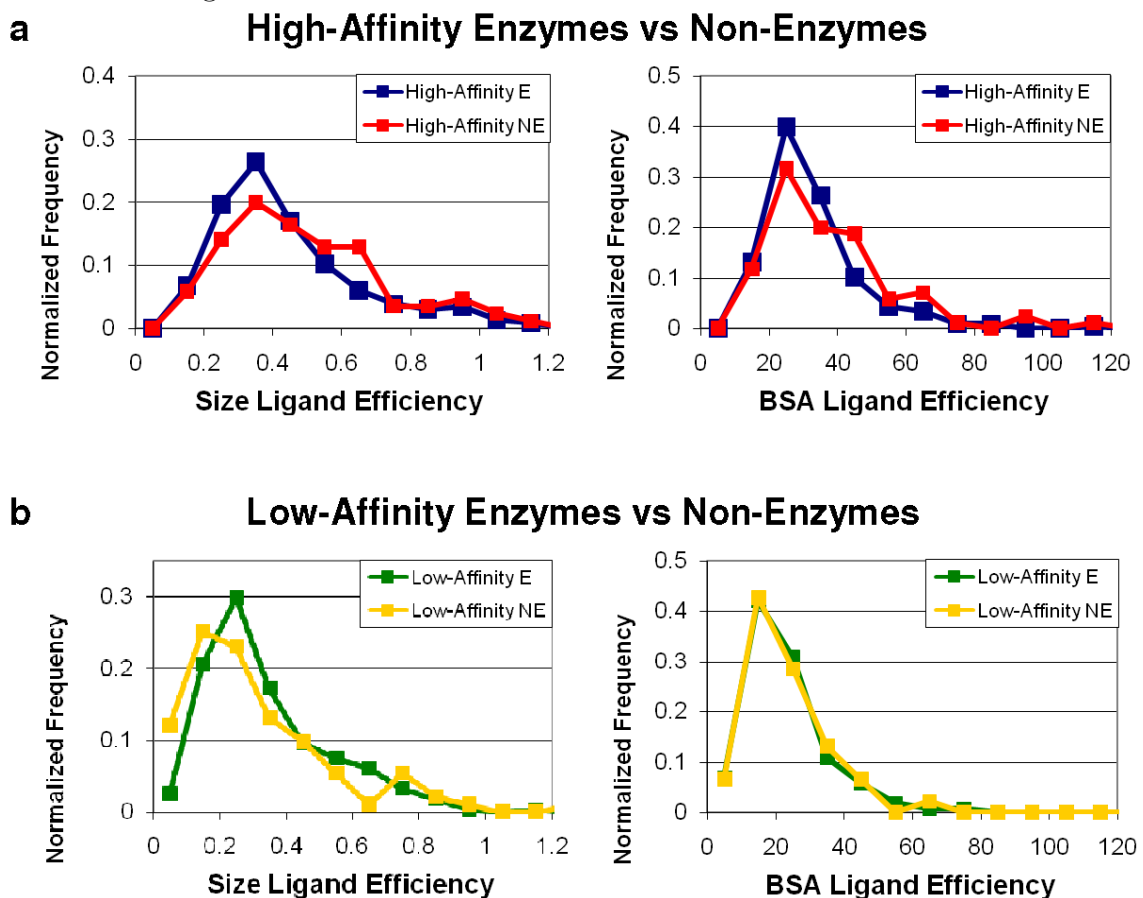 a High-Affinity Enzymes vs Non-Enzymes
Normalized Frequency
0.4
0.3
0.2
0.1
0
High-Affinity E
High-Affinity NE
0 0.2 0.4 0.6 0.8 1 1.2
Size Ligand Efficiency
Normalized Frequency
0.5
0.4
0.3
0.2
0.1
0
High-Affinity E
High-Affinity NE
0 20 40 60 80 100 120
BSA Ligand Efficiency
b Low-Affinity Enzymes vs Non-Enzymes
Normalized Frequency
0.3
0.2
0.1
0
Low-Affinity E
Low-Affinity NE
0 0.2 0.4 0.6 0.8 1 1.2
Size Ligand Efficiency
Normalized Frequency
0.5
0.4
0.3
0.2
0.1
0
Low-Affinity E
Low-Affinity NE
0 20 40 60 80 100 120
BSA Ligand Efficiency